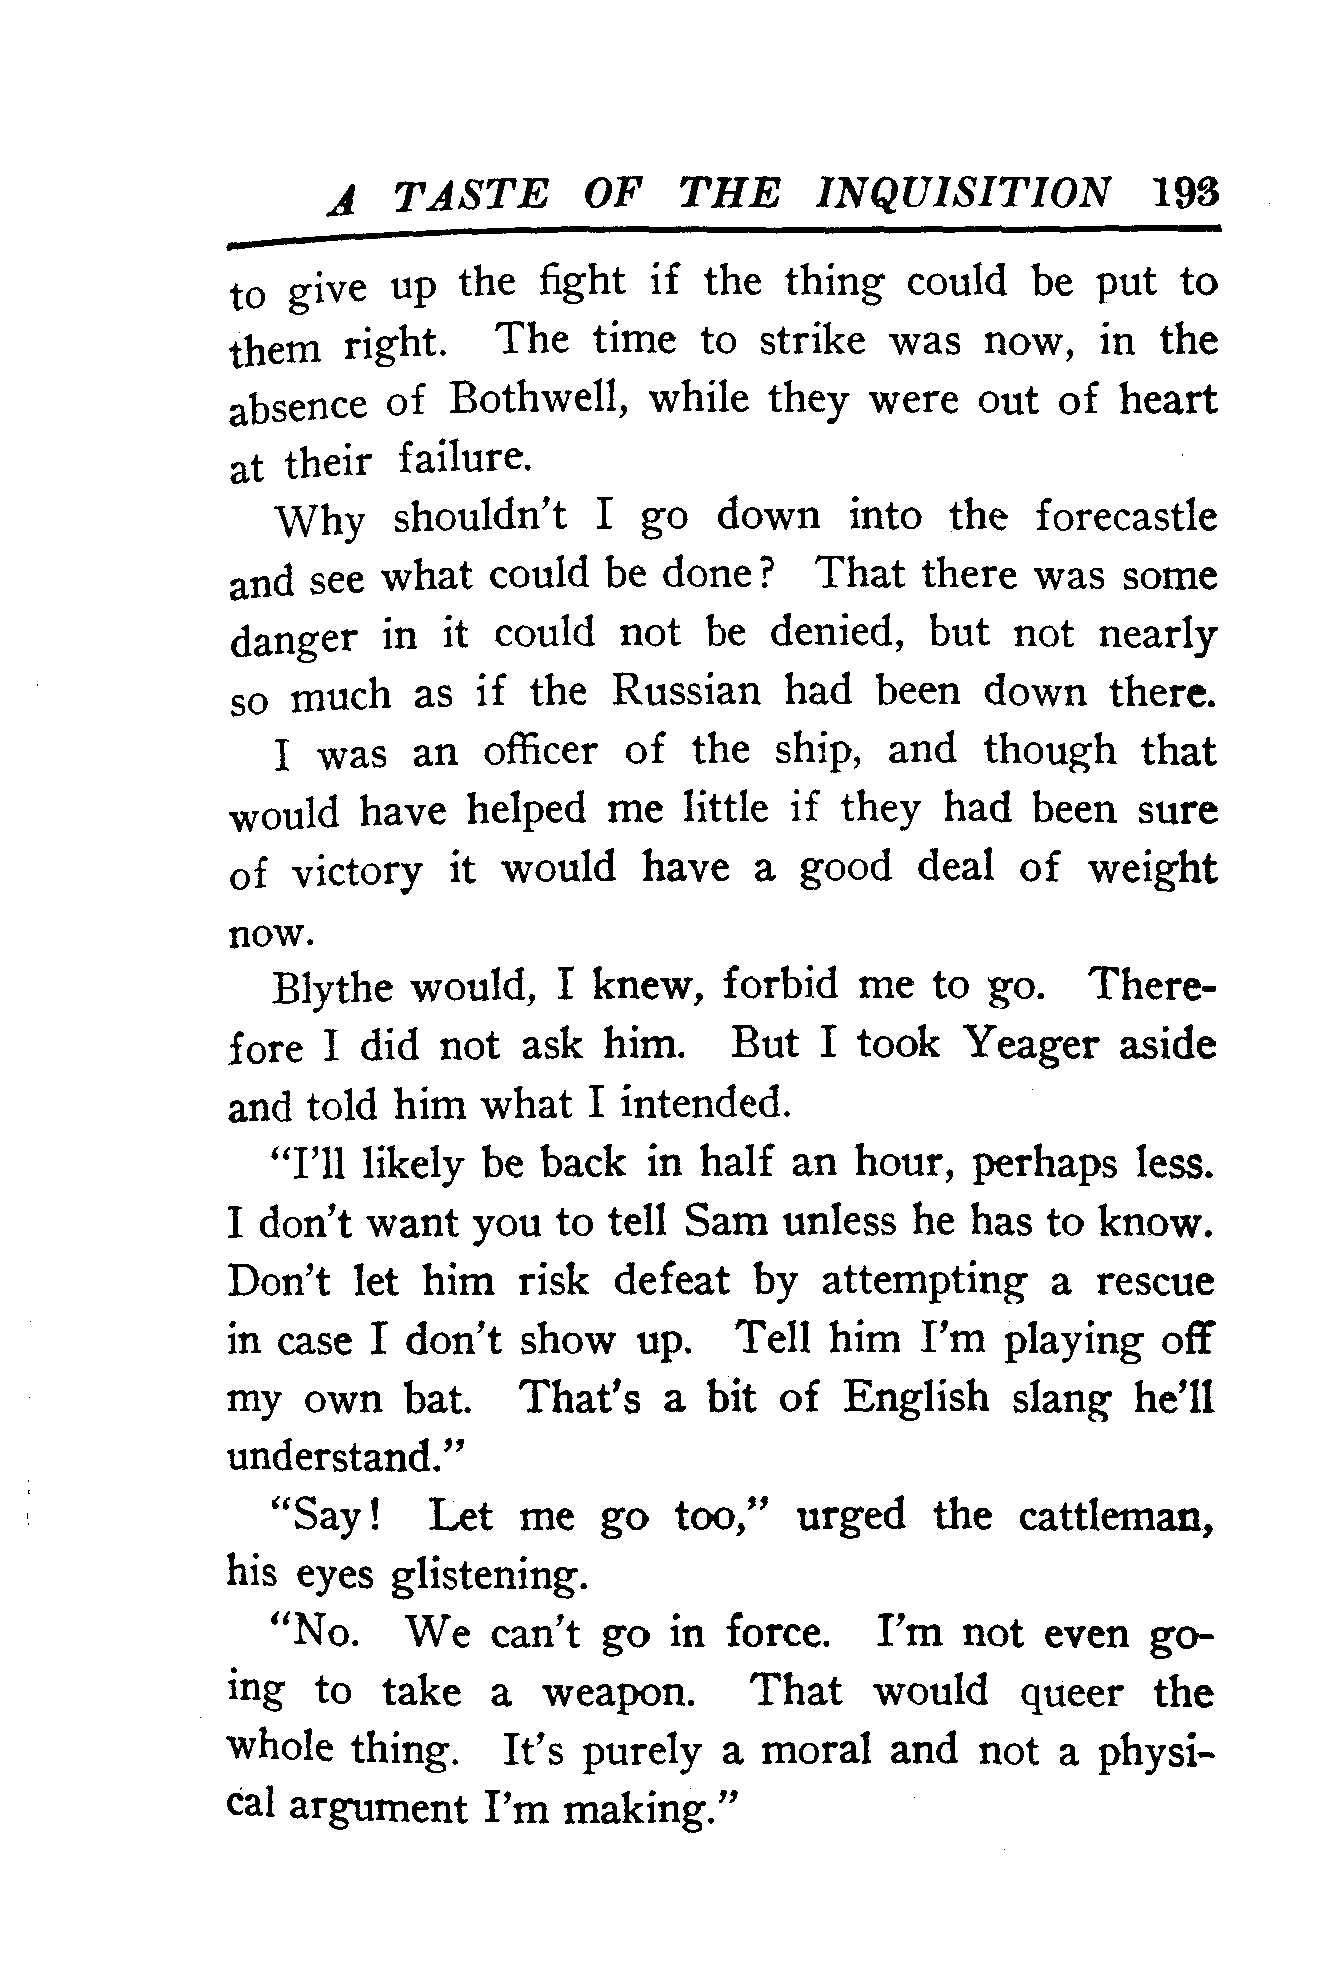 A TASTE OF THE INQUISITION 193
to give up the fight if the thing could be put to
them right. The time to strike was now, in the
absence of Bothwell, while they were out of heart
at their failure.
Why shouldn't I go down into the forecastle
and see what could be done? That there was some
danger in it could not be denied, but not nearly
so much as if the Russian had been down there.
I was an officer of the ship, and though that
would have helped me little if they had been sure
of victory it would have a good deal of weight
now.
Blythe would, I knew, forbid me to go. There-
fore I did not ask him. But I took Yeager aside
and told him what I intended.
"I'll likely be back in half an hour, perhaps less.
I don't want you to tell Sam unless he has to know.
Don't let him risk defeat by attempting a rescue
in case I don't show up. Tell him I'm playing off
my own bat. That's a bit of English slang he'll
understand."
"Say! Let me go too," urged the cattleman,
his eyes glistening.
"No. We can't go in force. I'm not even go-
ing to take a weapon. That would queer the
whole thing. It's purely a moral and not a physi-
cal argument I'm making."